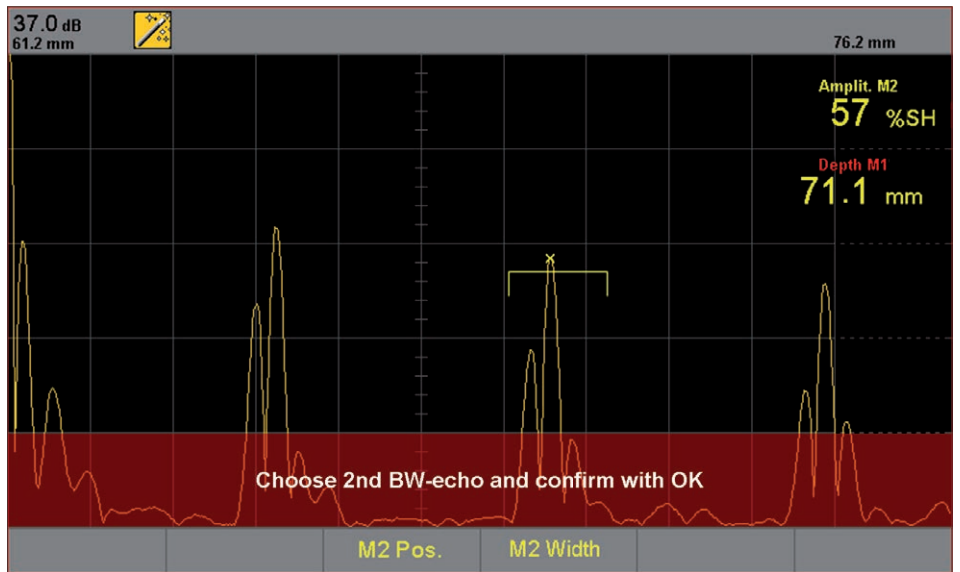 37.0 dB
61.2 mm
76.2 mm
Amplit. M2
57 %SH
Depth M1
71.1 mm
Choose 2nd BW-echo and confirm with OK
M2 Pos.
M2 Width